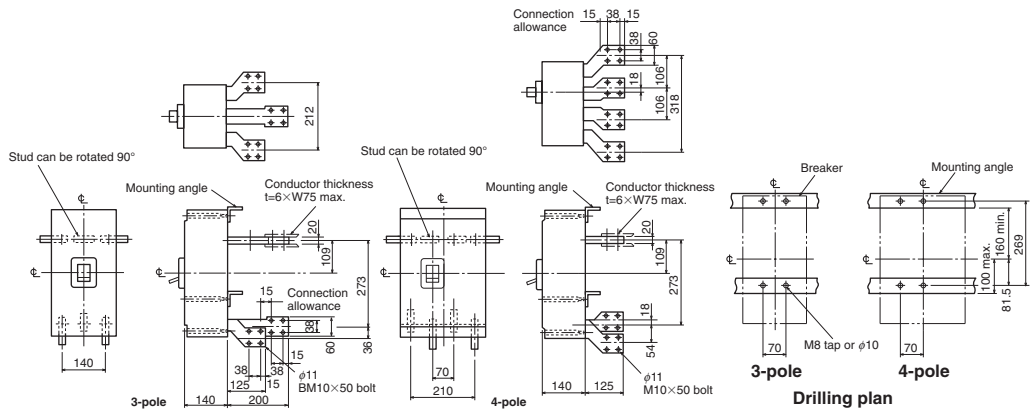 Connection
allowance
15 38 15
38
60
18
106
106
318
212
Stud can be rotated 90°
Mounting angle
Conductor thickness
t=6×W75 max.
20
109
273
15
Connection
allowance
38
60
36
15
38 38
15
125
140 200
140
φ11
BM10×50 bolt
3-pole
Stud can be rotated 90°
Mounting angle
Conductor thickness
t=6×W75 max.
20
109
273
18
54
70
210
140 125
φ11
M10×50 bolt
4-pole
Breaker
Mounting angle
160 min.
100 max.
269
81.5
M8 tap or φ10
70
70
3-pole
4-pole
Drilling plan
℄
℄
℄
℄
℄
℄
℄